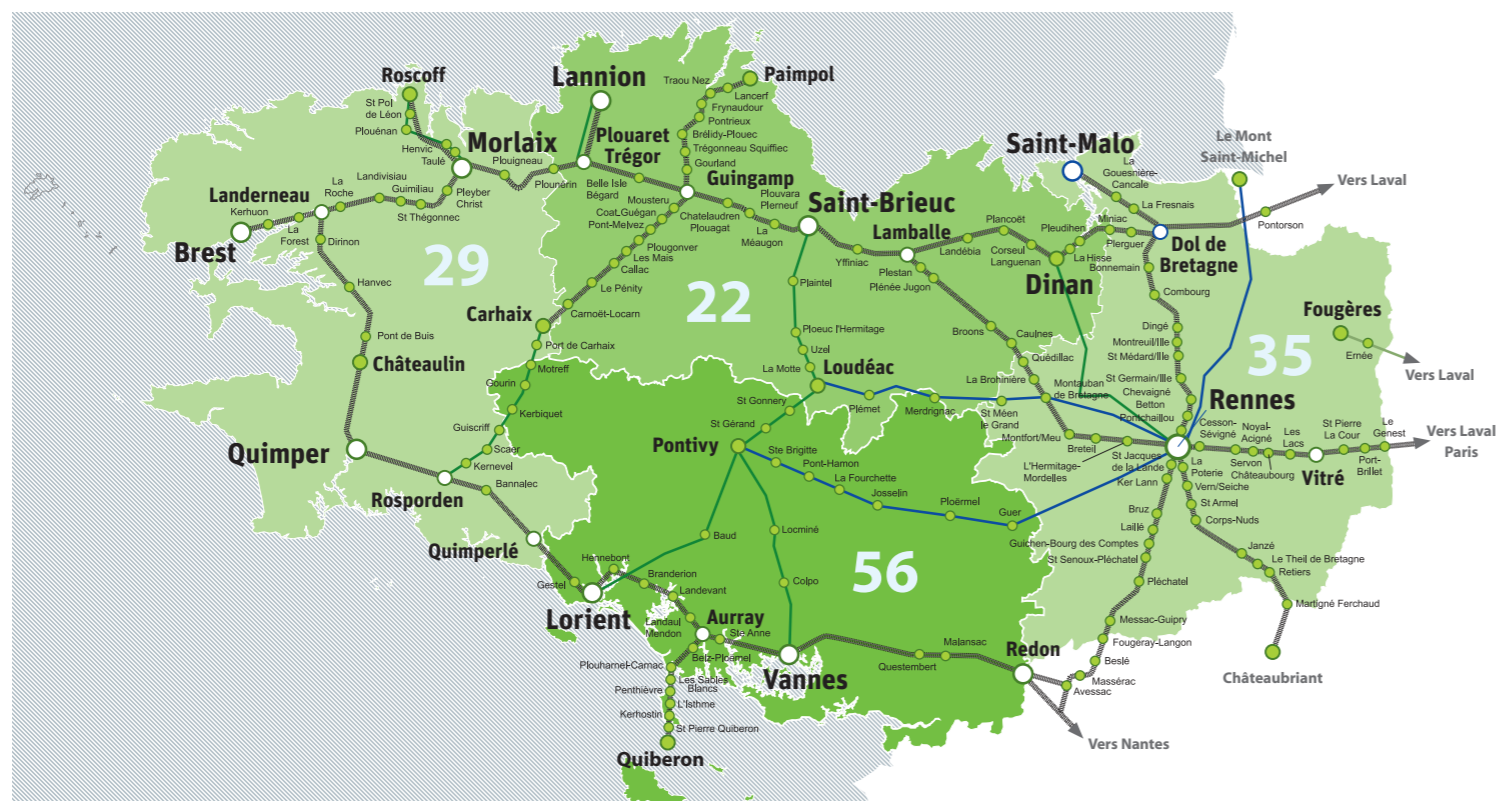 Roscoff
St Pol
de Léon
Plouénan
Henvic
Taulé
Morlaix
Lannion
Plouaret
Trégor
Plouigneau
Plounérin
Belle Isle
Bégard
Traou Nez
Paimpol
Lancerf
Frynaudour
Pontrieux
Brélidy-Plouec
Trégonneau Squiffiec
Gourland
Guingamp
Plouvara
Plerneuf
Chatelaudren
Plouagat
La
Méaugon
Saint-Brieuc
Mousteru
Coat Guégan
Pont-Melvez
Plougonver
Les Mais
Callac
Le Pénity
Carnoët-Locarn
Carhaix
Port de Carhaix
Motreff
Gourin
Kerbiquet
Guiscriff
Scaer
Kernevel
Rosporden
Bannalec
Landerneau
Kerhuon
Brest
La
Forest
La
Roche
Landivisiau
Guimiliau
St Thégonnec
Pleyber
Christ
Dirinon
29
Hanvec
Pont de Buis
Châteaulin
Quimper
Quimperlé
Gestel
Lorient
Hennebont
Branderion
Landevant
Landaul
Mendon
Aurray
Ste Anne
Belz-Ploemel
Plouharnel-Carnac
Les Sables
Blancs
Penthièvre
L'Isthme
Kerhostin
St Pierre Quiberon
Quiberon
Vannes
22
Plaintel
Ploeuc l'Hermitage
Uzel
La Motte
Loudéac
St Gonnery
St Gérand
Pontivy
Baud
Locminé
Colpo
56
Ste Brigitte
Pont-Hamon
La Fourchette
Josselin
Ploërmel
Guer
Plémet
Merdrignac
St Méen
le Grand
Yffiniac
Lamballe
Plestan
Plénée Jugon
Landébia
Plancoët
Corseul
Languenan
Dinan
La Hisse
Pleudihen
Miniac
Plerguer
Broons
Caulnes
Quédillac
La Brohinière
Montauban
de Bretagne
Montfort/Meu
Breteil
L'Hermitage-
Mordelles
St Jacques
de la Lande
Ker Lann
Saint-Malo
La
Gouesnière-
Cancale
La Fresnais
Dol de
Bretagne
Bonnemain
Combourg
Dingé
Montreuil/Ille
St Médard/Ille
St Germain/Ille
Chevaigné
Betton
Pontchaillou
Rennes
Le Mont
Saint-Michel
Vers Laval
Pontorson
35
Fougères
Ernée
Vers Laval
Cesson-
Sévigné
Noyal-
Acigné
Servon
Châteaubourg
Les
Lacs
Vitré
St Pierre
La Cour
Port-
Brillet
Le
Genest
Vers Laval
Paris
La
Poterie
Vern/Seiche
St Armel
Corps-Nuds
Janzé
Le Theil de Bretagne
Retiers
Martigné Ferchaud
Châteaubriant
Bruz
Laillé
Guichen-Bourg des Comptes
St Senoux-Pléchatel
Pléchatel
Messac-Guipry
Fougeray-Langon
Beslé
Massérac
Avessac
Redon
Malansac
Questembert
Vers Nantes